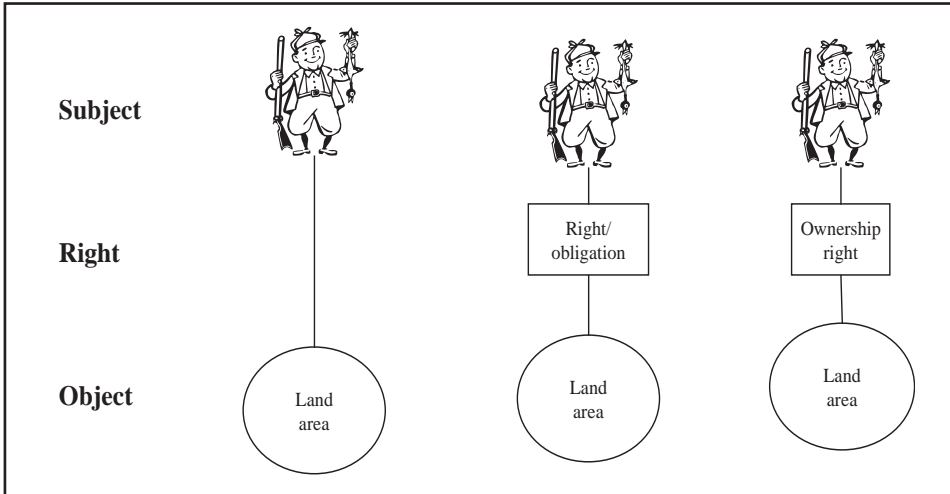 Subject
Right
Right/
obligation
Ownership
right
Object
Land
area
Land
area
Land
area